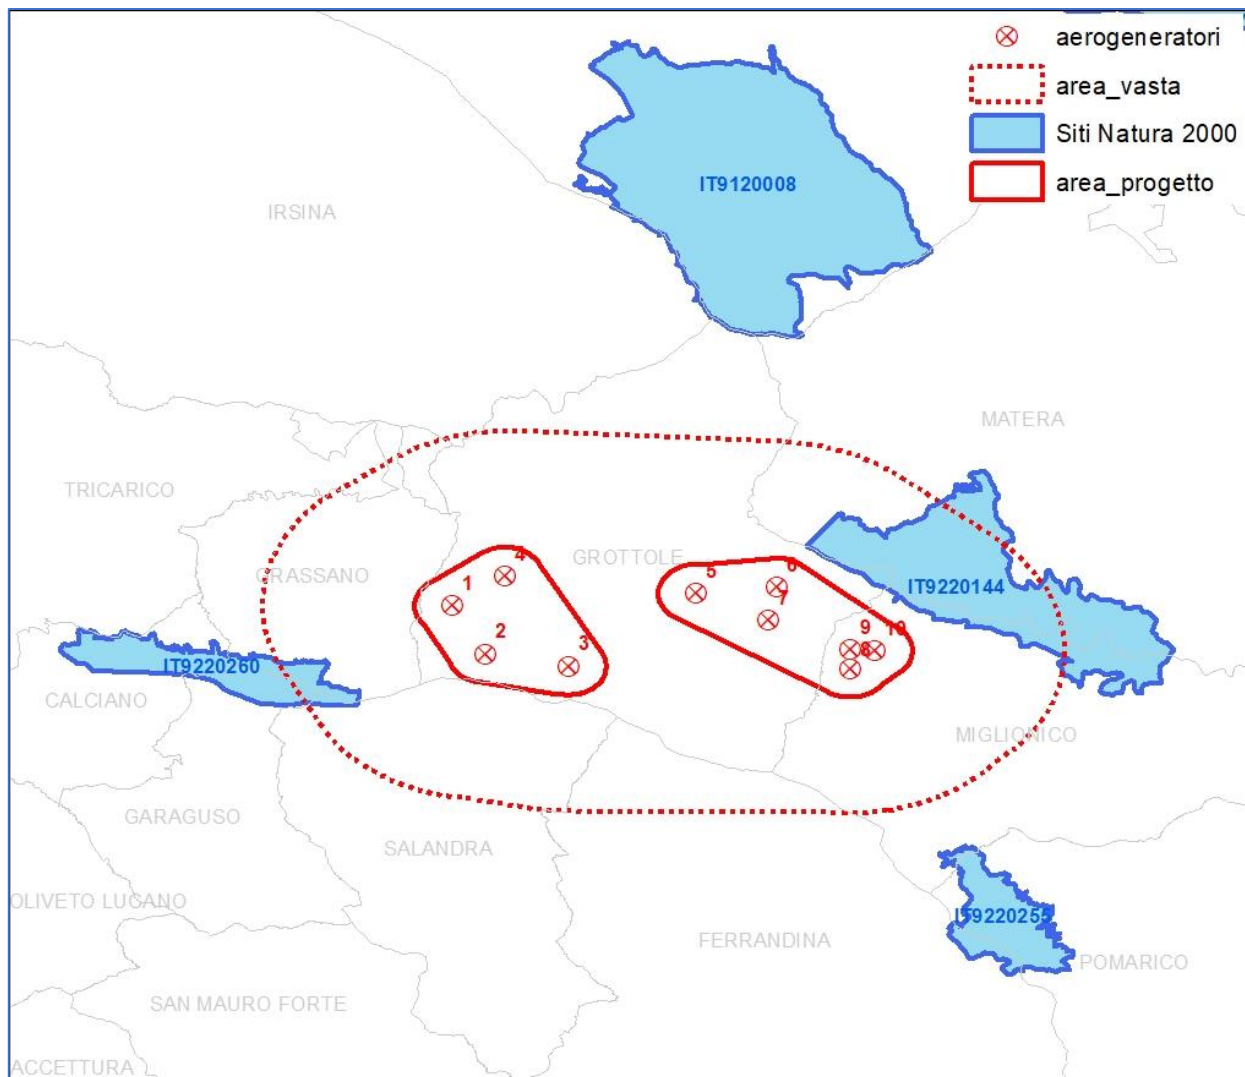 aerogeneratori
area_vasta
Siti Natura 2000
area_progetto
IT9120008
IRSINA
MATERA
TRICARICO
GROTTOLE
GRASSANO
4
5
6
1
7
IT9220144
2
3
9
10
8
IT9220260
CALCIANO
MIGLIONICO
GARAGUSO
SALANDRA
OLIVETO LUCANO
IT9220255
FERRANDINA
POMARICO
SAN MAURO FORTE
ACCETTURA